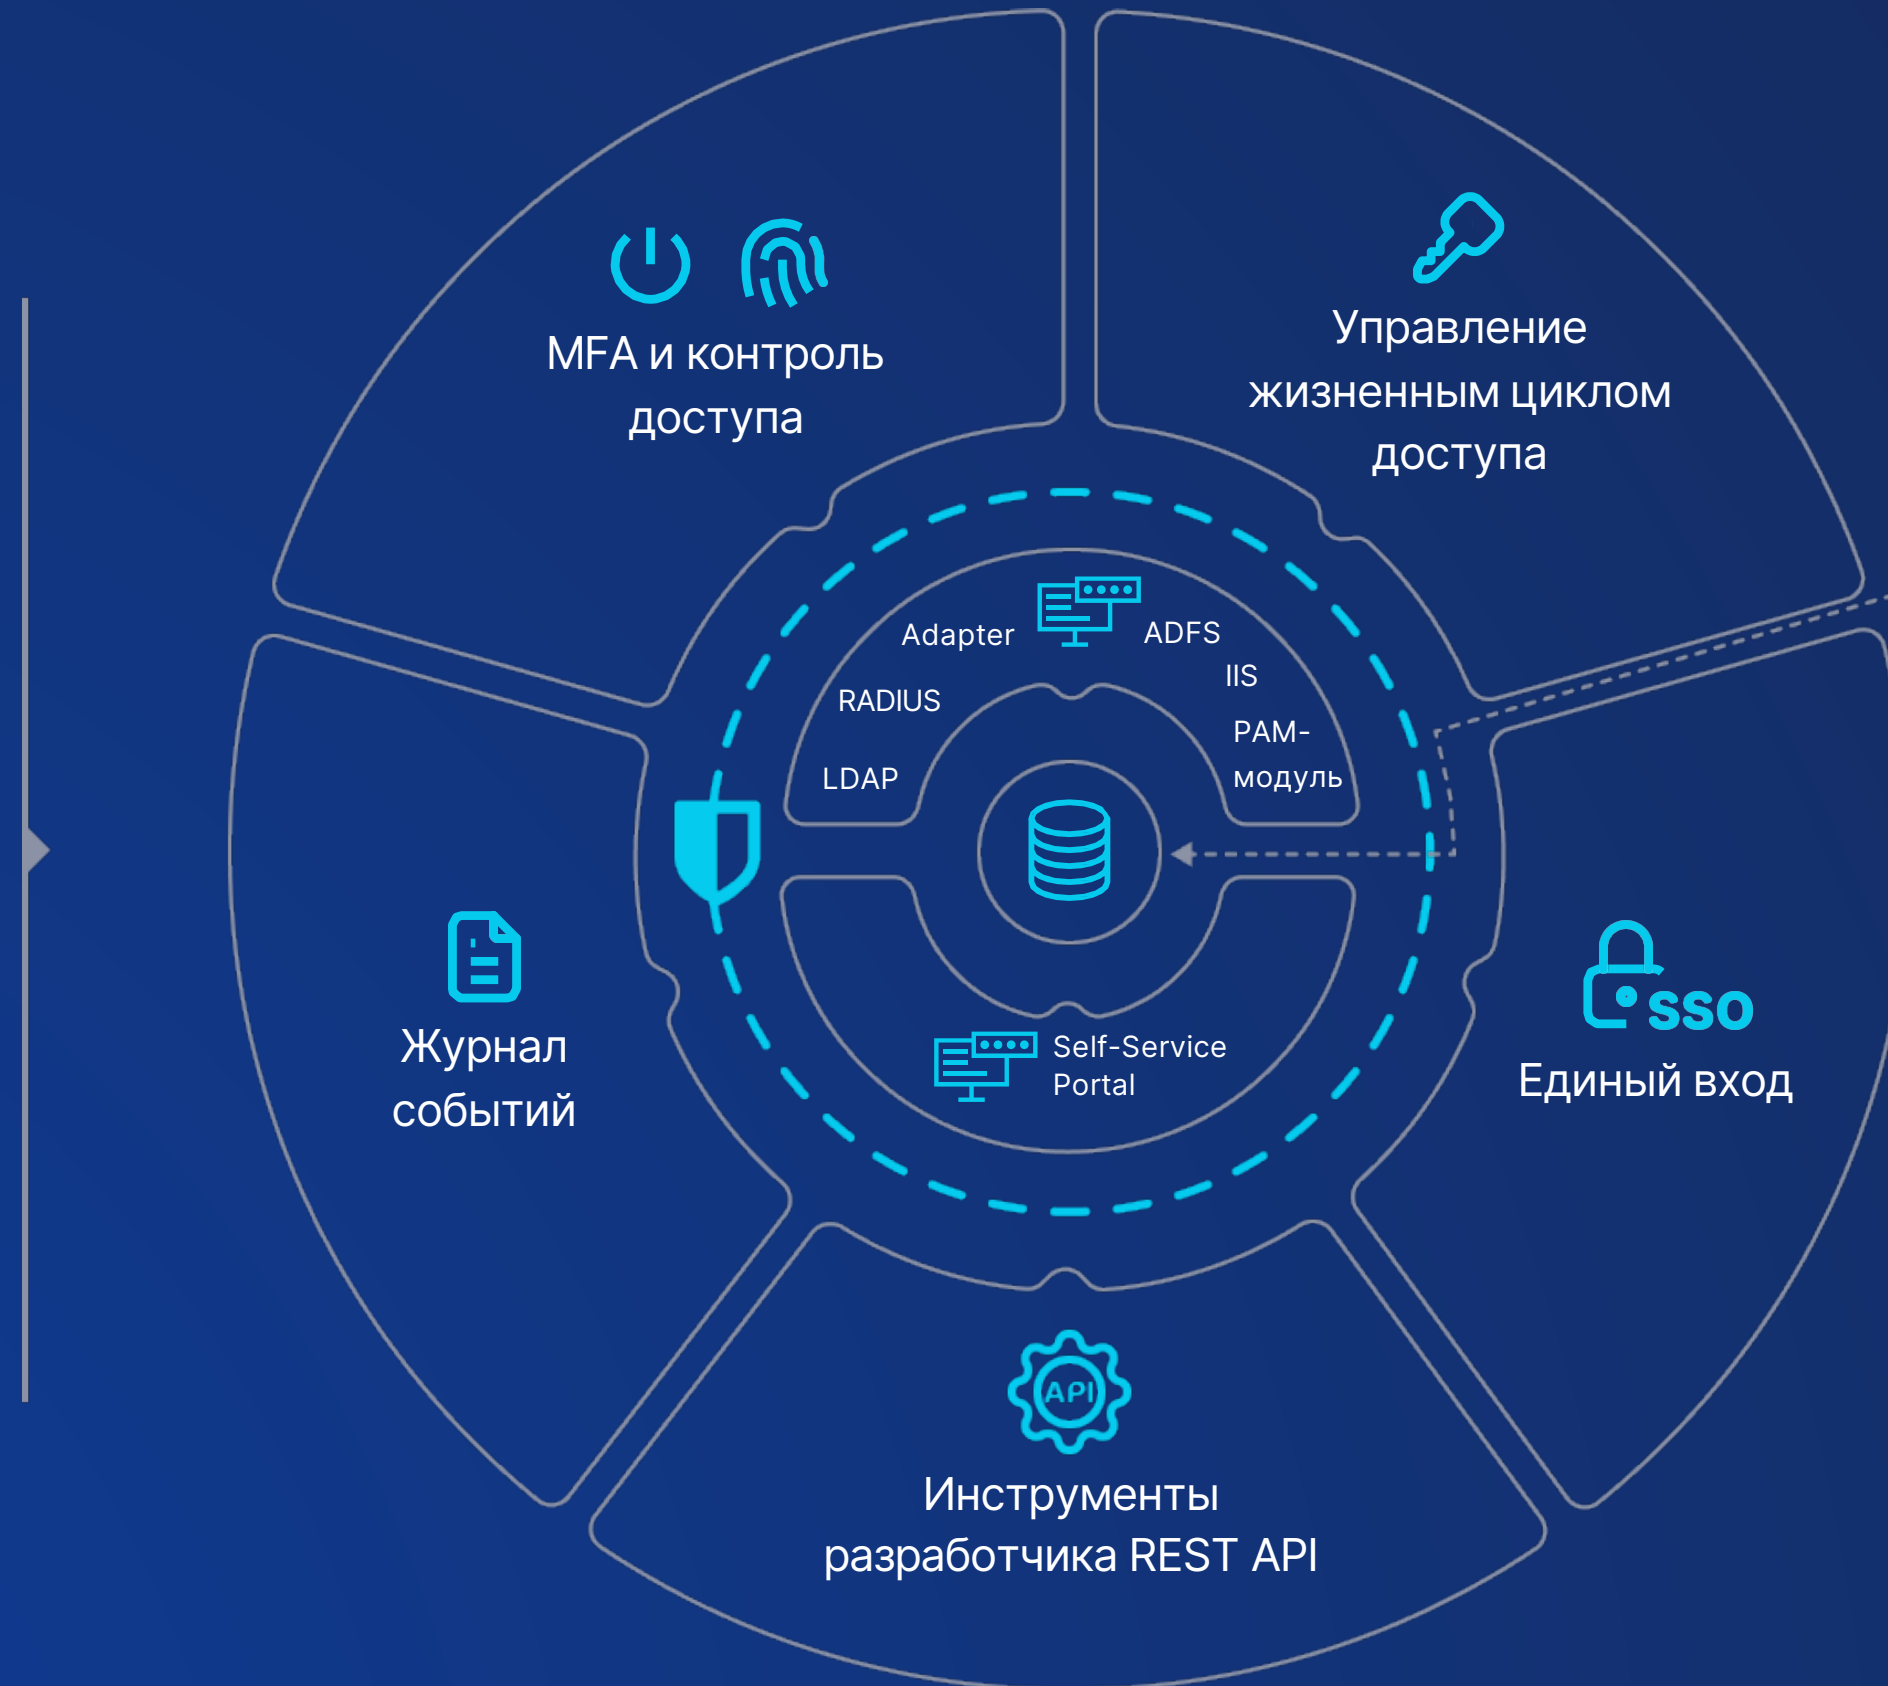 MFA и контроль
доступа
Управление
жизненным циклом
доступа
Adapter
ADFS
IIS
RADIUS
PAM-
модуль
LDAP
Self-Service
Portal
Журнал
событий
sso
Единый вход
API
Инструменты
разработчика REST API